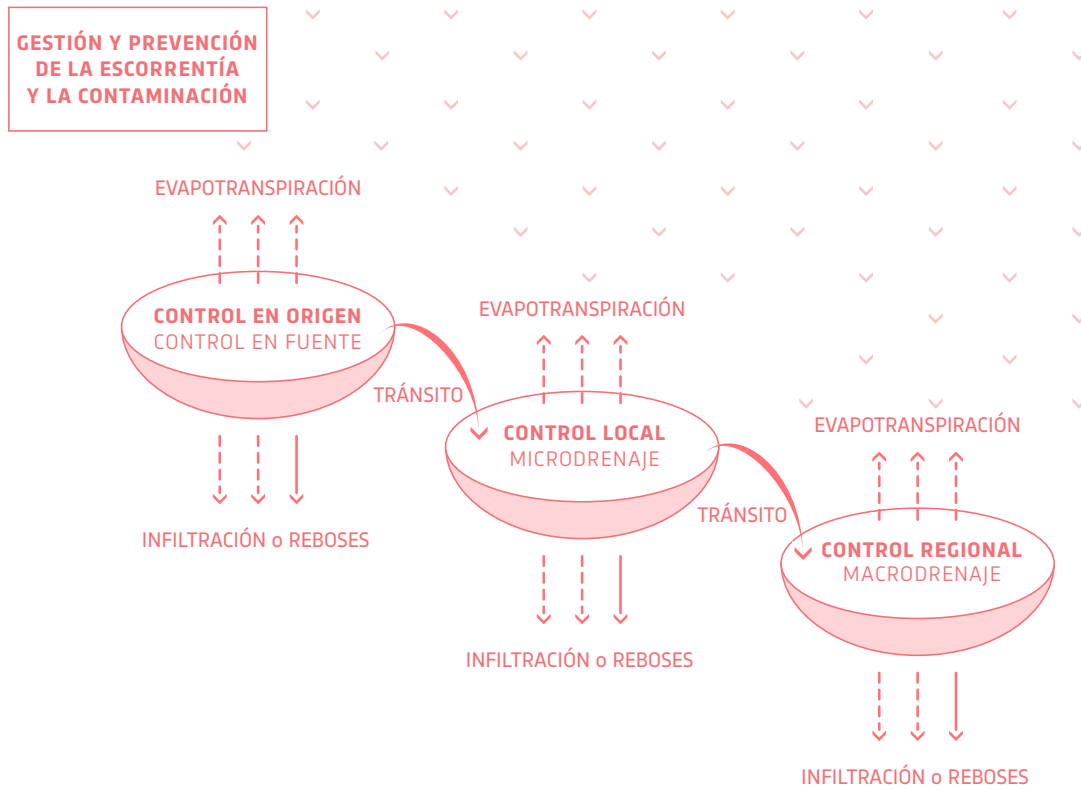 GESTIÓN Y PREVENCIÓN
DE LA ESCORRENTÍA
Y LA CONTAMINACIÓN
EVAPOTRANSPIRACIÓN
CONTROL EN ORIGEN
CONTROL EN FUENTE
TRÁNSITO
INFILTRACIÓN o REBOSES
EVAPOTRANSPIRACIÓN
CONTROL LOCAL
MICRODRENAJE
TRÁNSITO
INFILTRACIÓN o REBOSES
EVAPOTRANSPIRACIÓN
CONTROL REGIONAL
MACRODRENAJE
INFILTRACIÓN o REBOSES